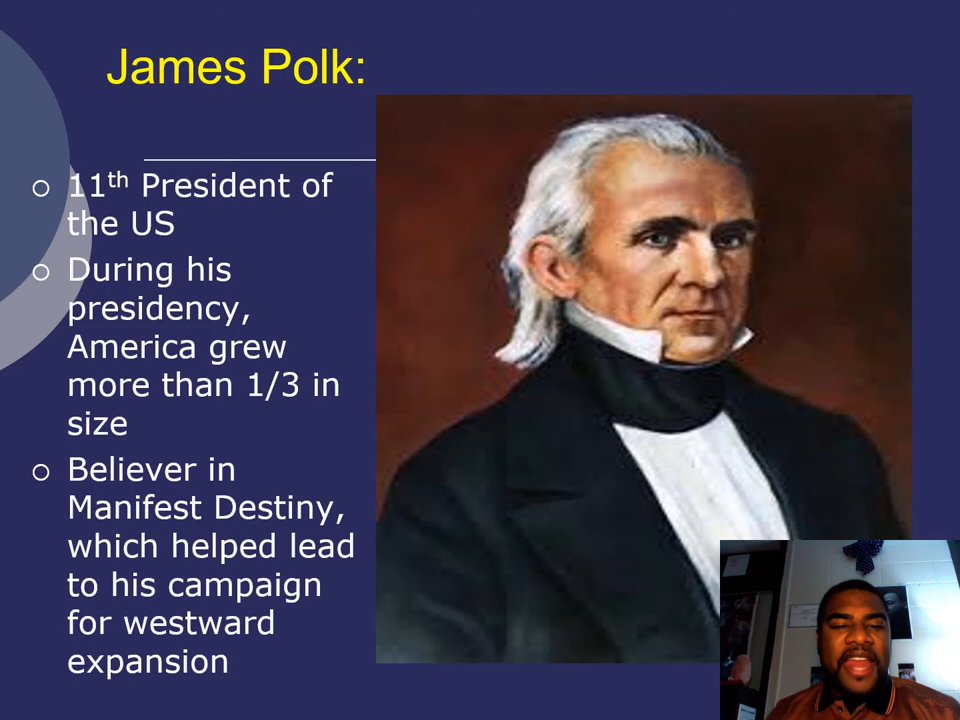 James Polk:
11th President of
the US
During his
presidency,
America grew
more than 1/3 in
size
Believer in
Manifest Destiny,
which helped lead
to his campaign
for westward
expansion